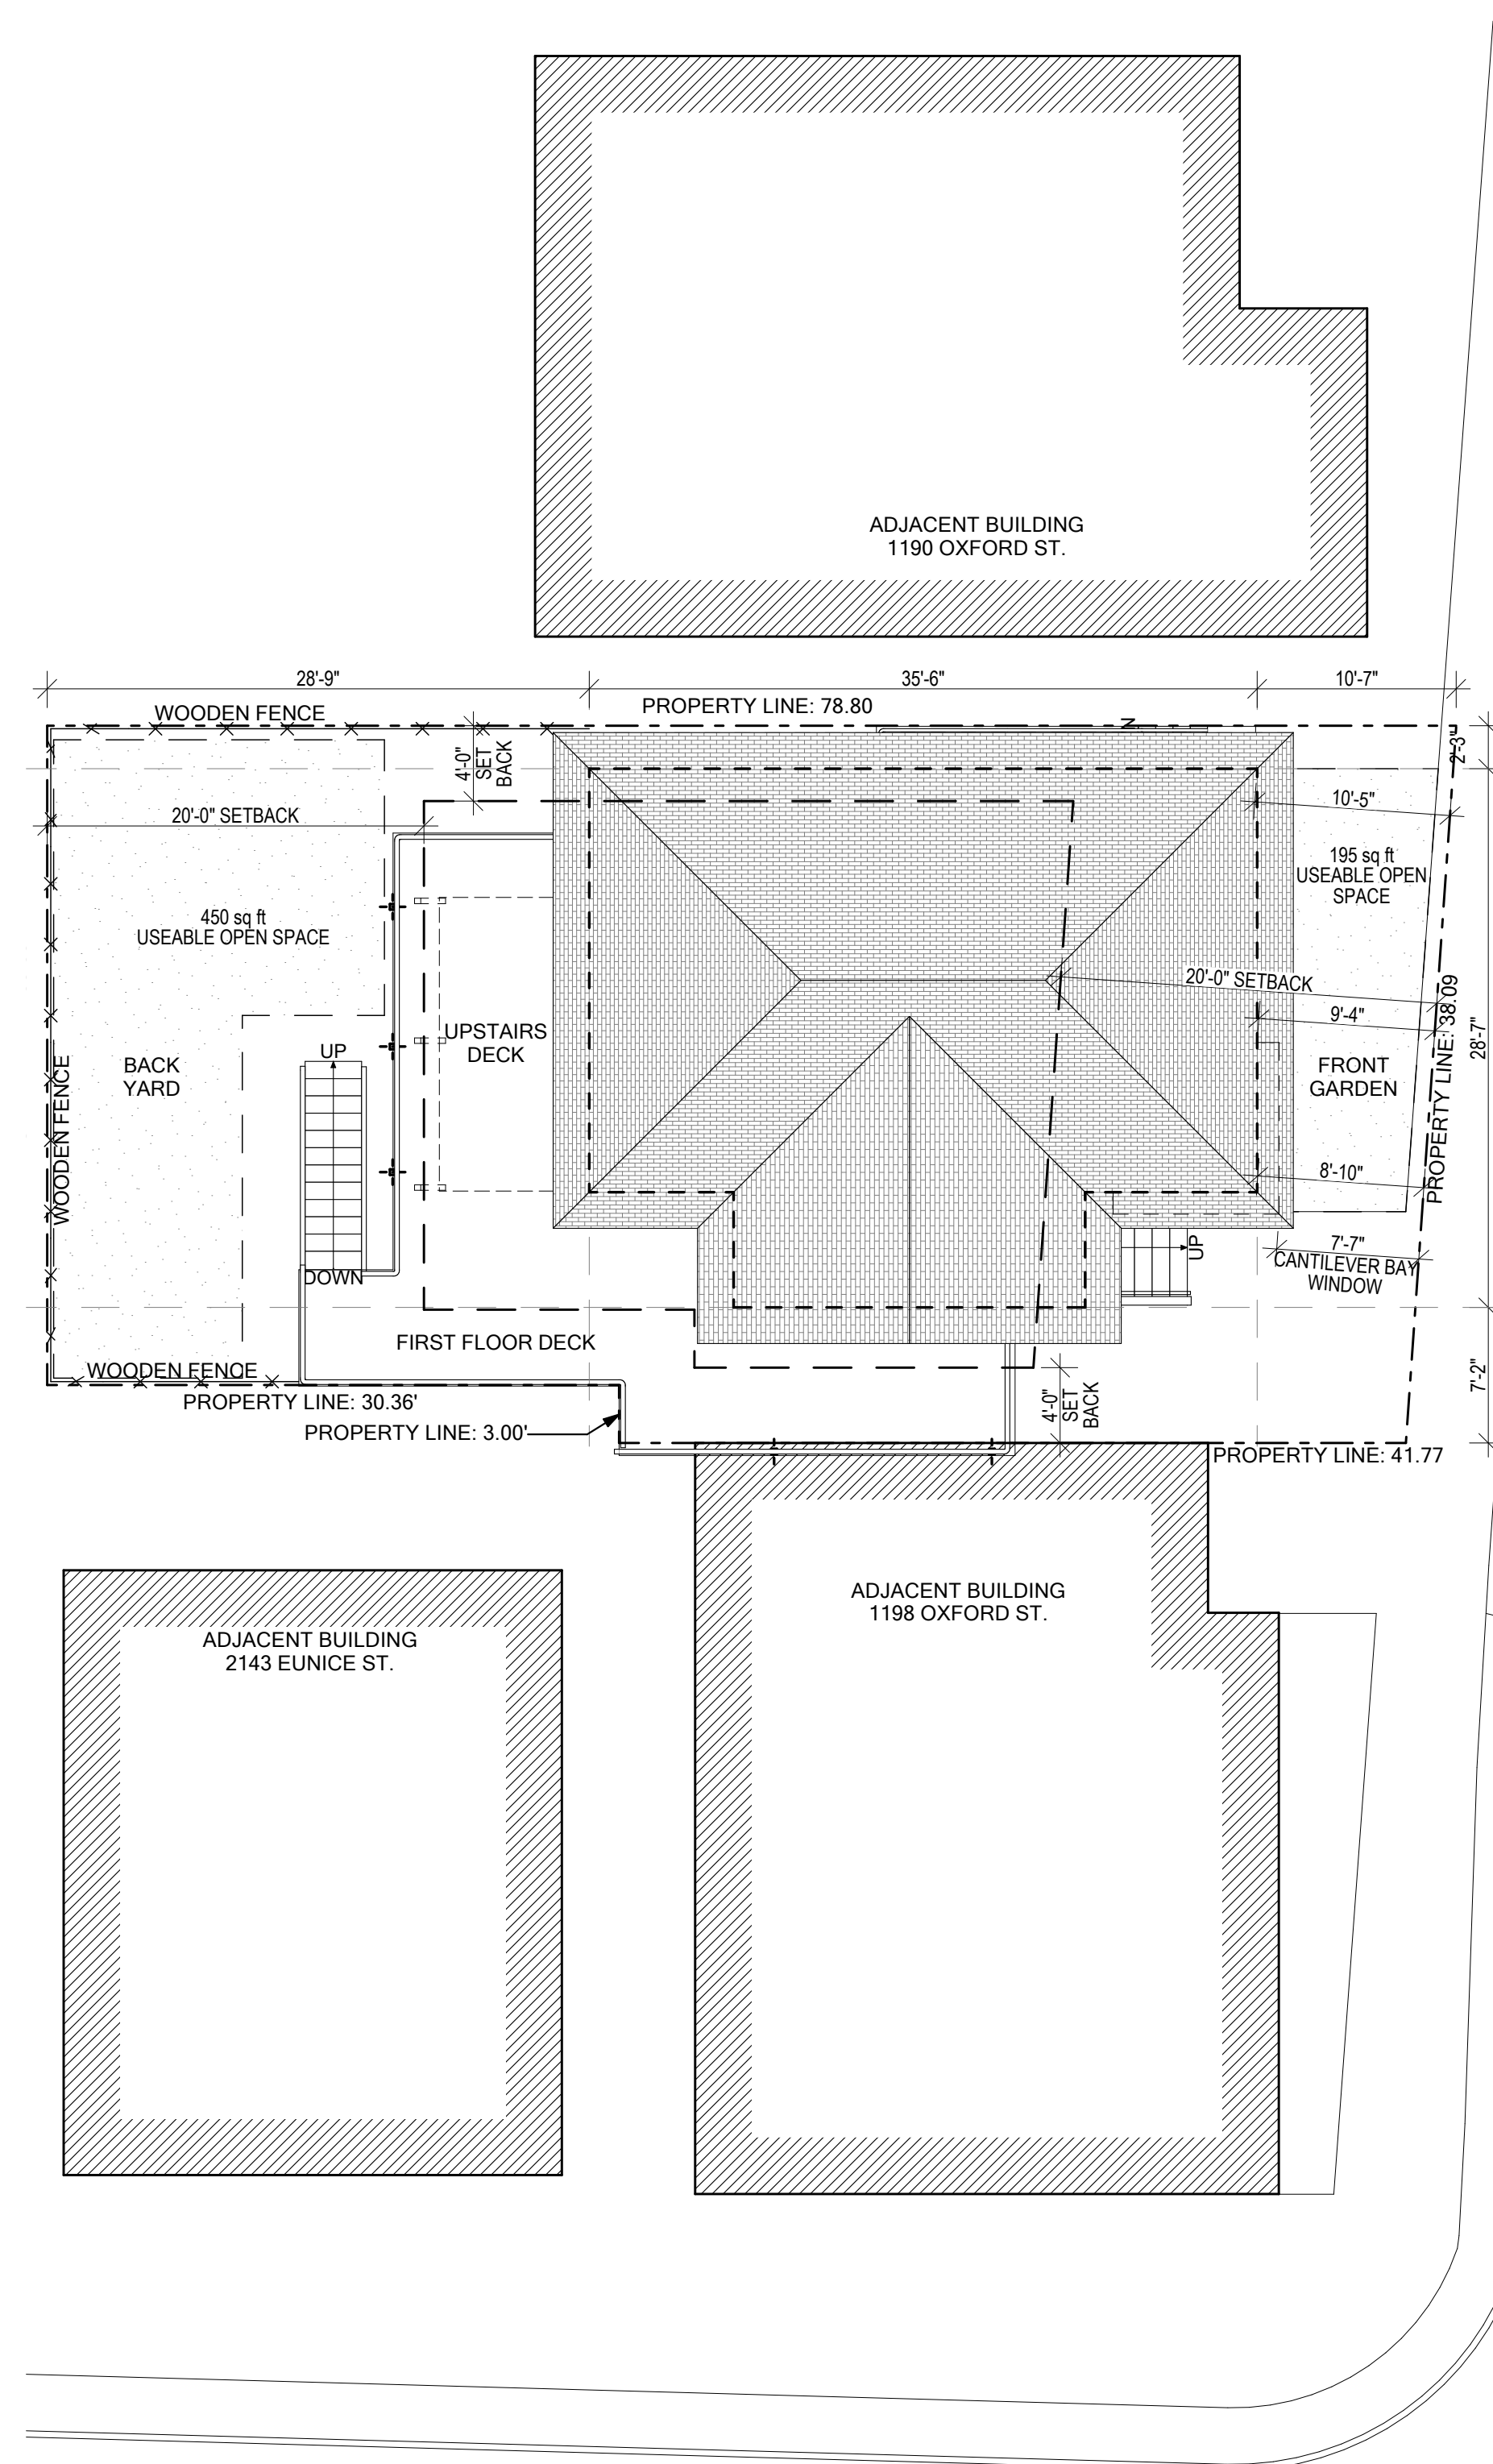 ADJACENT BUILDING
1190 OXFORD ST.
28'-9"
35'-6"
10'-7"
PROPERTY LINE: 78.80
WOODEN FENCE
4'-0"
SET
BACK
N
2'-3"
20'-0" SETBACK
10'-5"
195 sq ft
USEABLE OPEN
SPACE
450 sq ft
USEABLE OPEN SPACE
20'-0" SETBACK
9'-4"
PROPERTY LINE: 38.09
28'-7"
UPSTAIRS
DECK
UP
BACK
YARD
FRONT
GARDEN
WOODEN FENCE
8'-10"
UP
7'-7"
CANTILEVER BAY
WINDOW
DOWN
FIRST FLOOR DECK
WOODEN FENCE
PROPERTY LINE: 30.36'
PROPERTY LINE: 3.00'
4'-0"
SET
BACK
7'-2"
PROPERTY LINE: 41.77
ADJACENT BUILDING
1198 OXFORD ST.
ADJACENT BUILDING
2143 EUNICE ST.